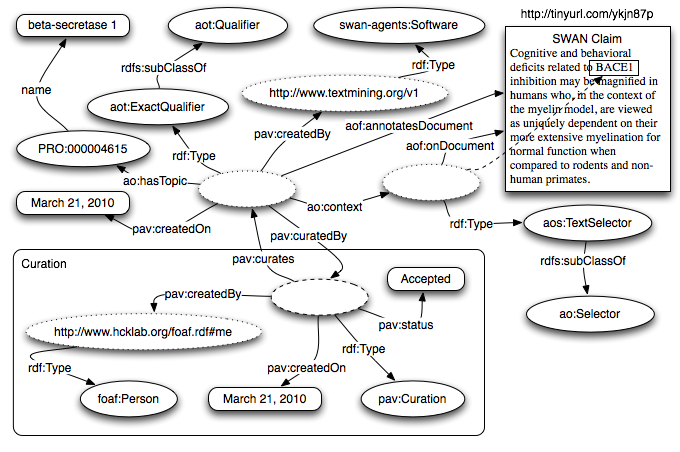 http://tinyurl.com/ykjn87p
beta-secretase 1
aot:Qualifier
swan-agents:Software
SWAN Claim
Cognitive and behavioral
deficits related to BACE1
inhibition may be magnified in
humans who, in the context of
the myelin model, are viewed
as uniquely dependent on their
more extensive myelination for
normal function when
compared to rodents and non-
human primates.
rdfs:subClassOf
rdf:Type
name
http://www.textmining.org/v1
aot:ExactQualifier
pav:createdBy
aof:annotatesDocument
PRO:000004615
rdf:Type
aof:onDocument
ao:hasTopic
March 21, 2010
pav:createdOn
ao:context
rdf:Type
aos:TextSelector
pav:curatedBy
pav:curates
rdfs:subClassOf
Curation
pav:createdBy
Accepted
ao:Selector
http://www.hcklab.org/foaf.rdf#me
pav:status
rdf:Type
rdf:Type
pav:createdOn
foaf:Person
March 21, 2010
pav:Curation